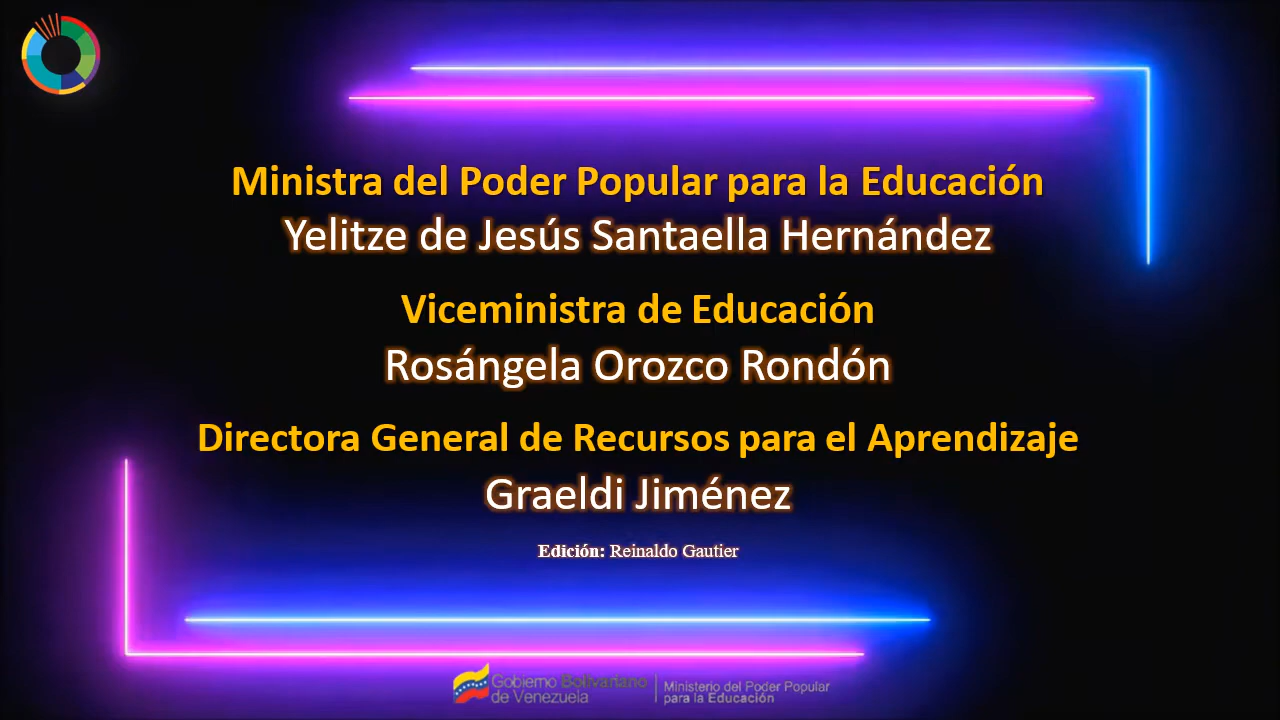 Ministra del Poder Popular para la Educación
Yelitze de Jesús Santaella Hernández
Viceministra de Educación
Rosángela Orozco Rondón
Directora General de Recursos para el Aprendizaje
Graeldi Jiménez
Edición: Reinaldo Gautier
Gobierno Bolivariano
de Venezuela
Ministerio del Poder Popular
para la Educación